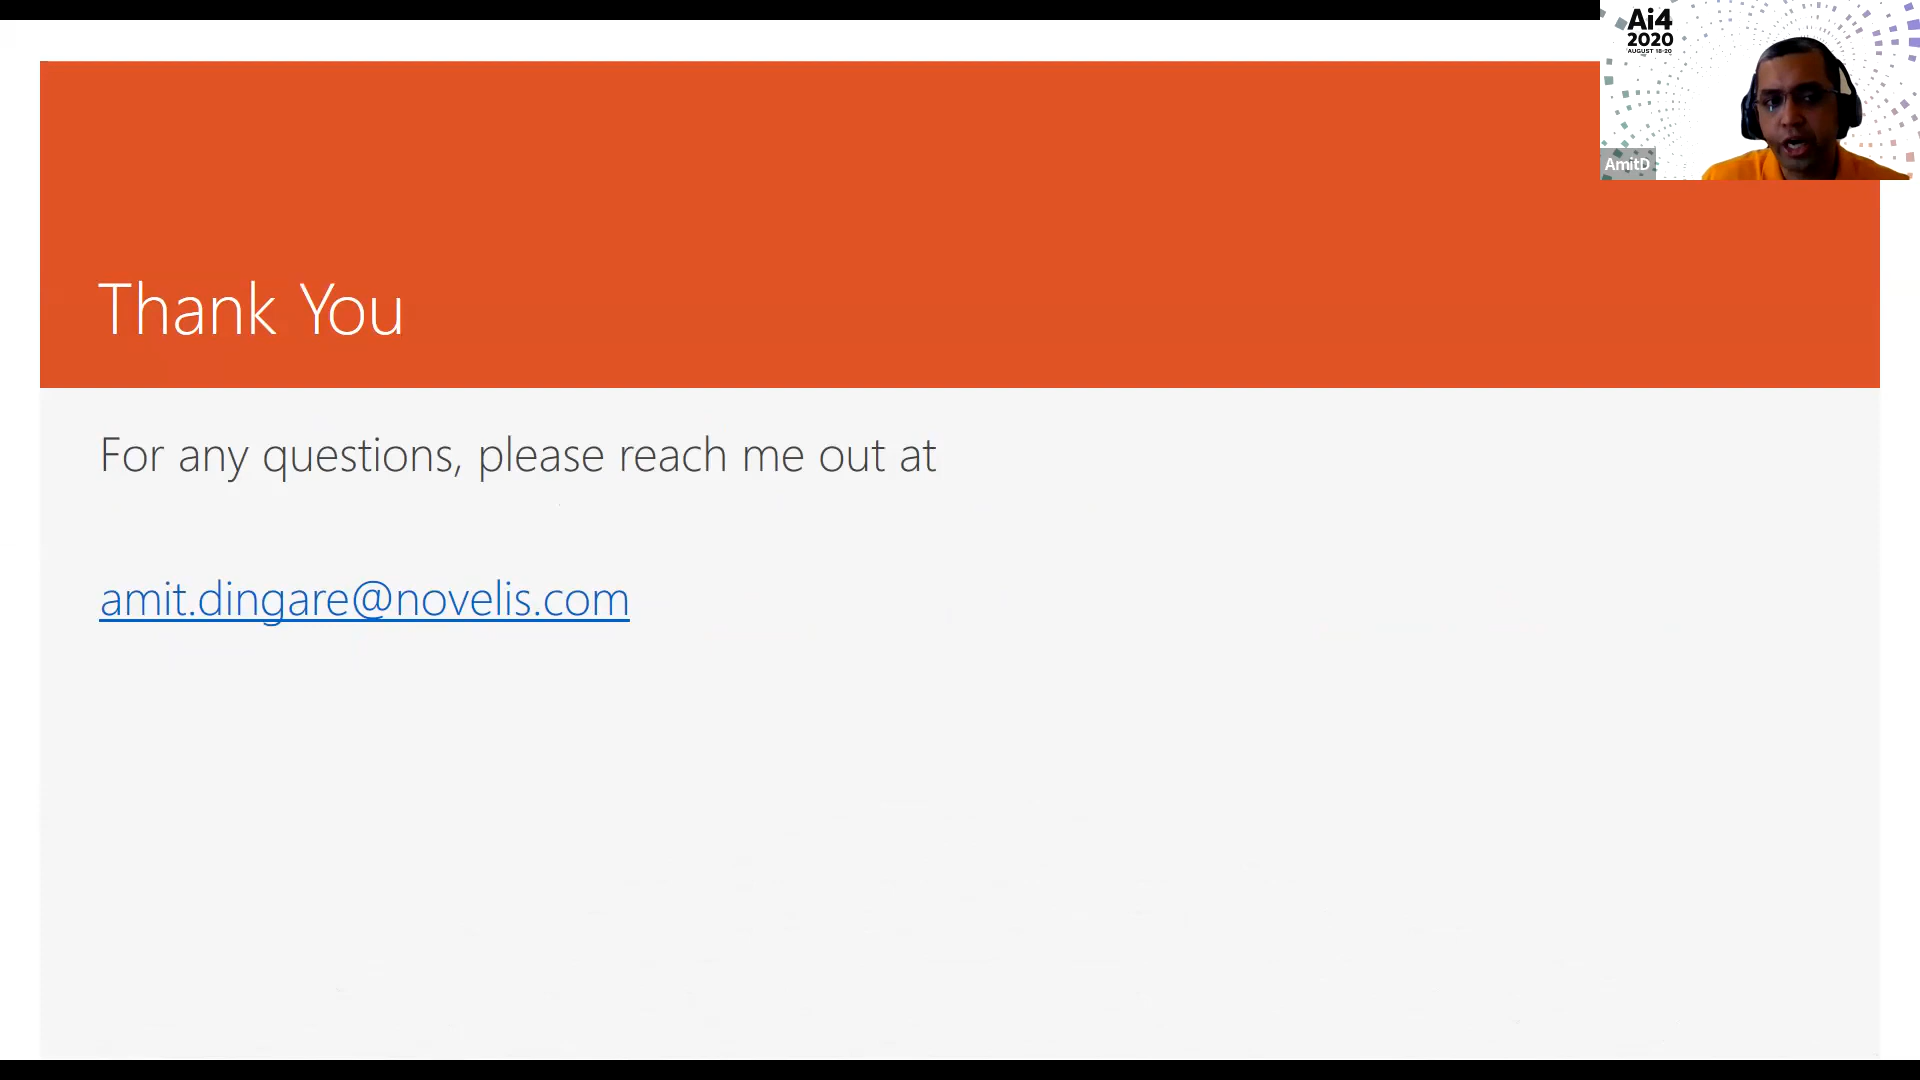 Ai4
2020
AUGUST 18-20
AmitD
Thank You
For any questions, please reach me out at
amit.dingare@novelis.com